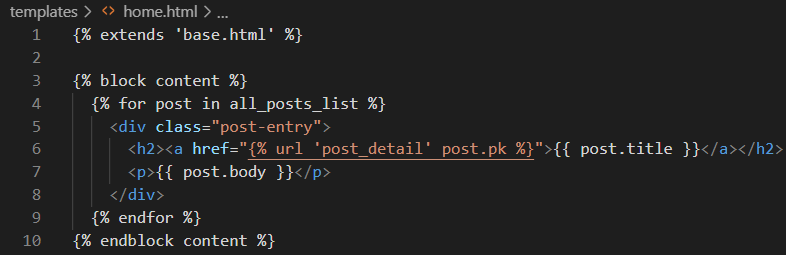 templates > <> home.html > ...
1 {% extends 'base.html' %}
2
3 {% block content %}
4 {% for post in all_posts_list %}
5 <div class="post-entry">
6 <h2><a href="{% url 'post_detail' post.pk %}">{{ post.title }}</a></h2>
7 <p>{{ post.body }}</p>
8 </div>
9 {% endfor %}
10 {% endblock content %}